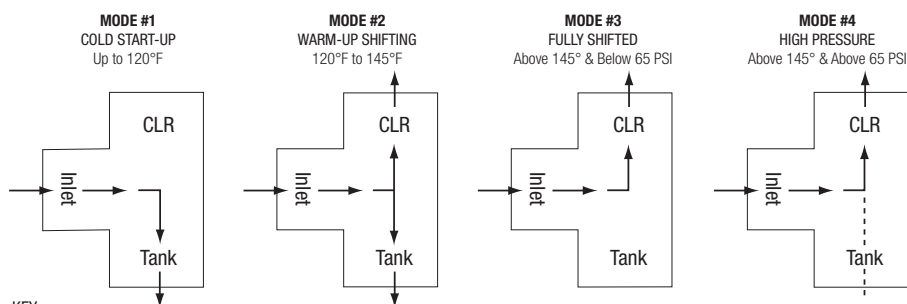 MODE #1
COLD START-UP
Up to 120°F
CLR
Inlet
Tank
MODE #2
WARM-UP SHIFTING
120°F to 145°F
CLR
Inlet
Tank
MODE #3
FULLY SHIFTED
Above 145° & Below 65 PSI
CLR
Inlet
Tank
MODE #4
HIGH PRESSURE
Above 145° & Above 65 PSI
CLR
Inlet
Tank
KEY